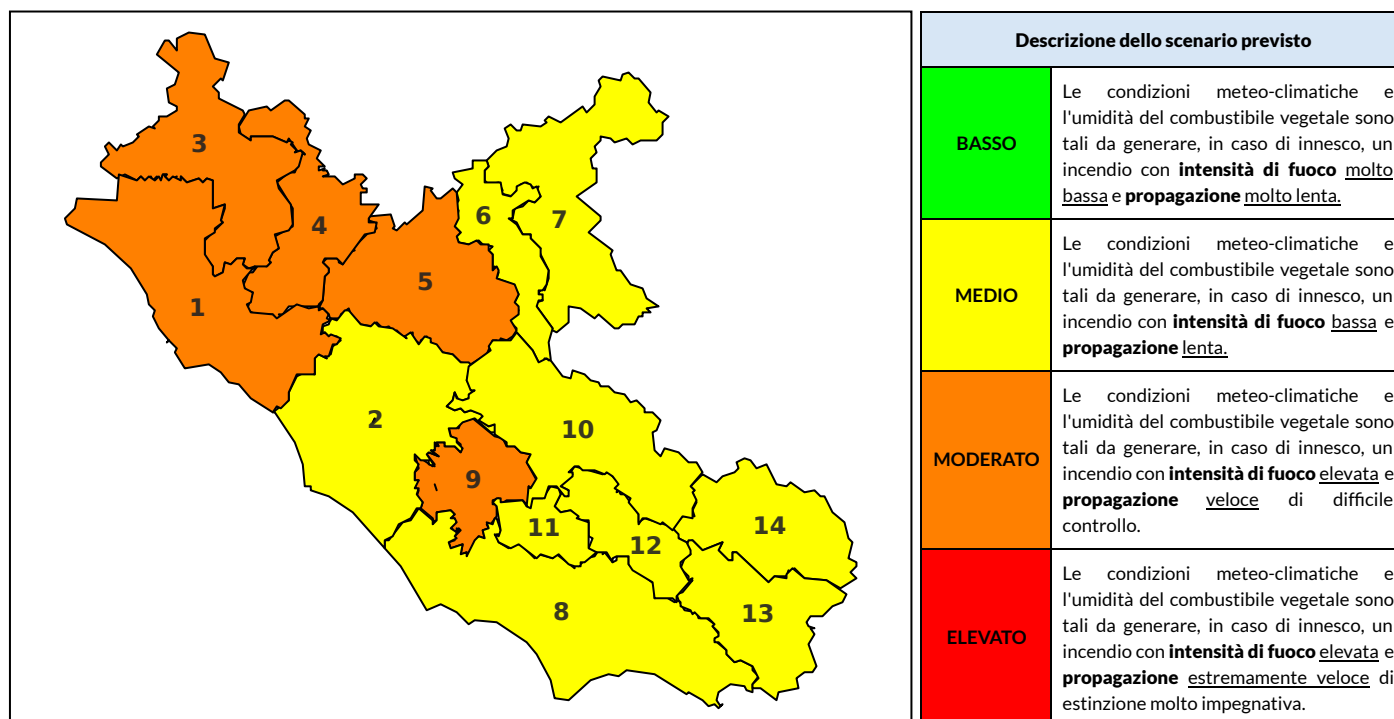 3
4
6
7
5
1
2
10
9
11
12
14
8
13
Descrizione dello scenario previsto
BASSO
Le condizioni meteo-climatiche e
l'umidità del combustibile vegetale sono
tali da generare, in caso di innesco, un
incendio con intensità di fuoco molto
bassa e propagazione molto lenta.
MEDIO
Le condizioni meteo-climatiche e
l'umidità del combustibile vegetale sono
tali da generare, in caso di innesco, un
incendio con intensità di fuoco bassa e
propagazione lenta.
MODERATO
Le condizioni meteo-climatiche e
l'umidità del combustibile vegetale sono
tali da generare, in caso di innesco, un
incendio con intensità di fuoco elevata e
propagazione veloce di difficile
controllo.
ELEVATO
Le condizioni meteo-climatiche e
l'umidità del combustibile vegetale sono
tali da generare, in caso di innesco, un
incendio con intensità di fuoco elevata e
propagazione estremamente veloce di
estinzione molto impegnativa.